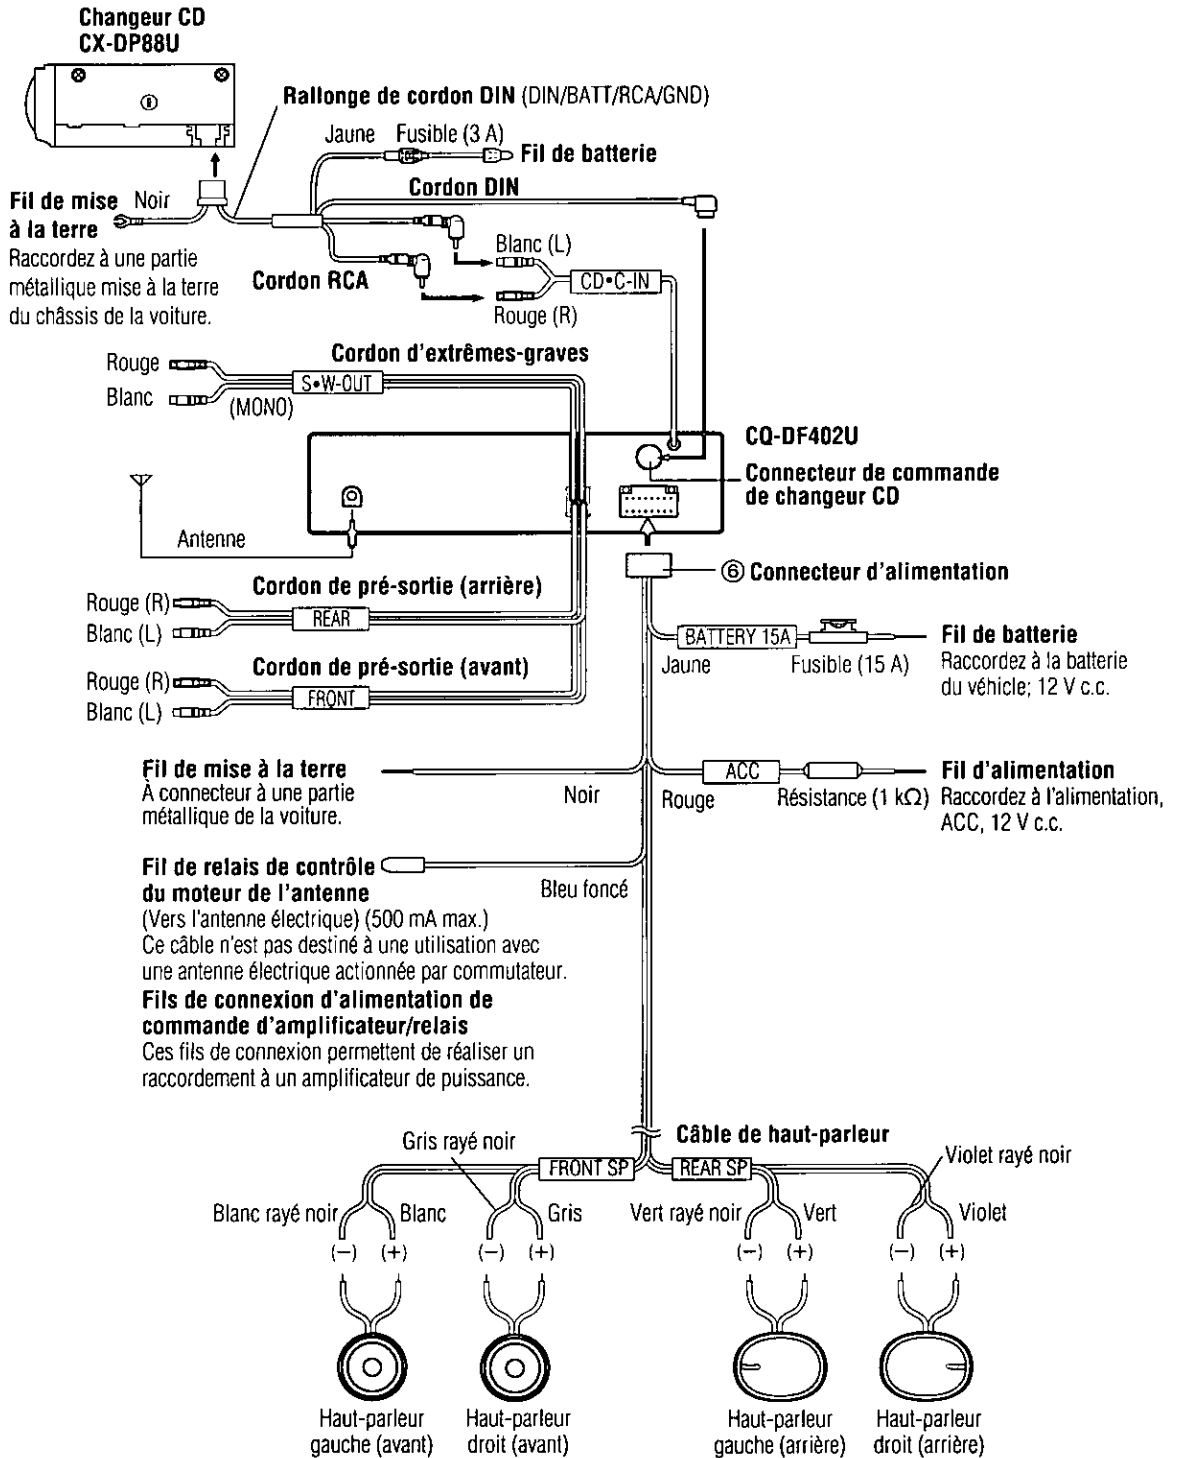 Changeur CD
CX-DP88U
Rallonge de cordon DIN (DIN/BATT/RCA/GND)
Jaune Fusible (3 A)
Fil de batterie
Cordon DIN
Fil de mise
à la terre
Noir
Raccordez à une partie
métallique mise à la terre
du châssis de la voiture.
Cordon RCA
Blanc (L)
CD•C-IN
Rouge (R)
Cordon d'extrêmes-graves
Rouge
S•W-OUT
Blanc
(MONO)
CQ-DF402U
Connecteur de commande
de changeur CD
Antenne
⑥ Connecteur d'alimentation
Cordon de pré-sortie (arrière)
Rouge (R)
REAR
Blanc (L)
BATTERY 15A
Jaune
Fusible (15 A)
Fil de batterie
Raccordez à la batterie
du véhicle; 12 V c.c.
Cordon de pré-sortie (avant)
Rouge (R)
FRONT
Blanc (L)
Fil de mise à la terre
À connecteur à une partie
métallique de la voiture.
Noir
ACC
Rouge
Résistance (1 kΩ)
Fil d'alimentation
Raccordez à l'alimentation,
ACC, 12 V c.c.
Fil de relais de contrôle
du moteur de l'antenne
Bleu foncé
(Vers l'antenne électrique) (500 mA max.)
Ce câble n'est pas destiné à une utilisation avec
une antenne électrique actionnée par commutateur.
Fils de connexion d'alimentation de
commande d'amplificateur/relais
Ces fils de connexion permettent de réaliser un
raccordement à un amplificateur de puissance.
Câble de haut-parleur
Gris rayé noir
FRONT SP
REAR SP
Violet rayé noir
Blanc rayé noir
Blanc
Gris
Vert rayé noir
Vert
Violet
(−) (+) (−) (+) (−) (+) (−) (+)
Haut-parleur
gauche (avant)
Haut-parleur
droit (avant)
Haut-parleur
gauche (arrière)
Haut-parleur
droit (arrière)